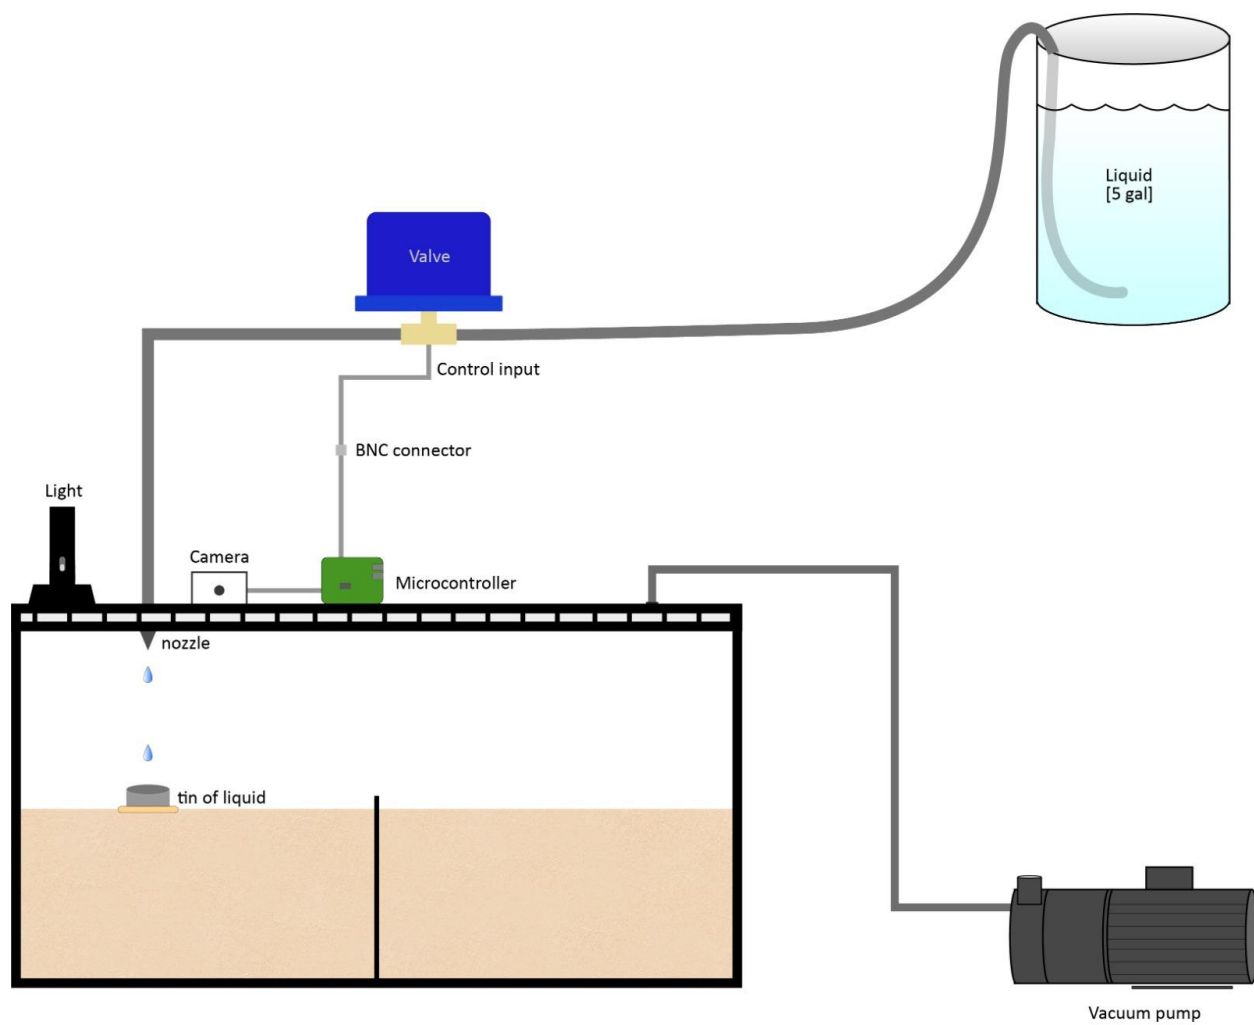 Liquid
[5 gal]
Valve
Control input
BNC connector
Light
Camera
Microcontroller
nozzle
tin of liquid
Vacuum pump